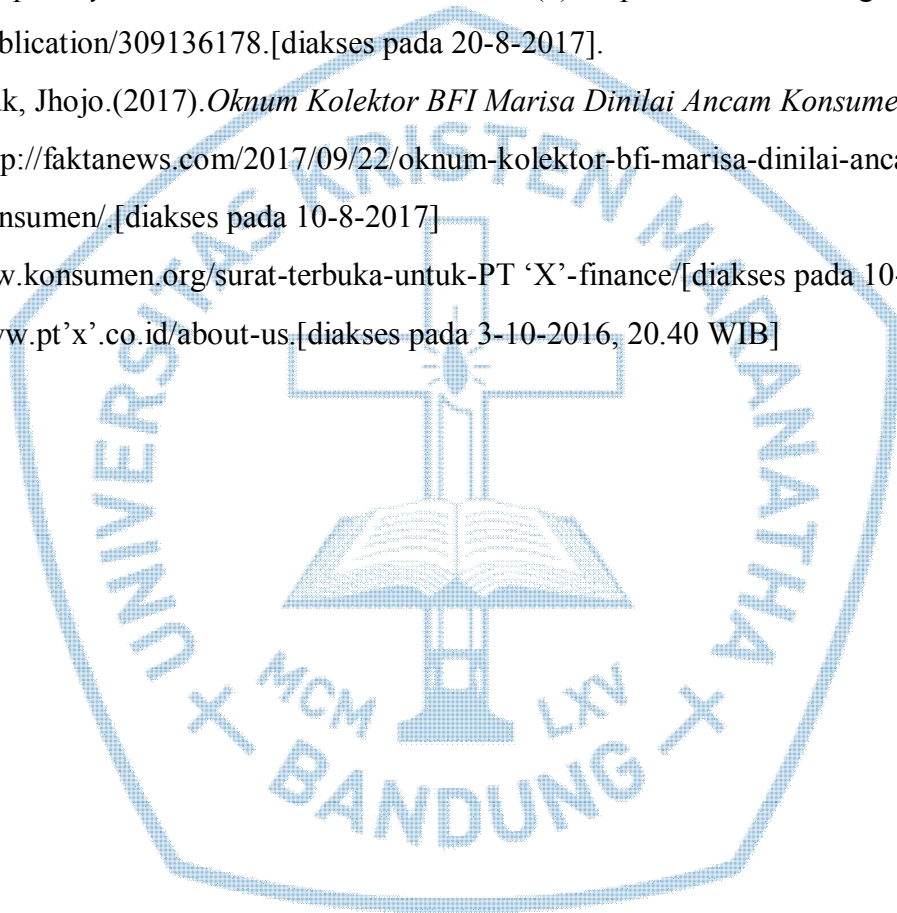 blication/309136178.[diakses pada 20-8-2017].
k, Jhojo.(2017).Oknum Kolektor BFI Marisa Dinilai Ancam Konsume
p://faktanews.com/2017/09/22/oknum-kolektor-bfi-marisa-dinilai-anca
nsumen/.[diakses pada 10-8-2017]
w.konsumen.org/surat-terbuka-untuk-PT ‘X’-finance/[diakses pada 10-
ww.pt’x’.co.id/about-us.[diakses pada 3-10-2016, 20.40 WIB]
UNIVERSITAS KRISTEN MARANATHA
MCM LXV
BANDUNG